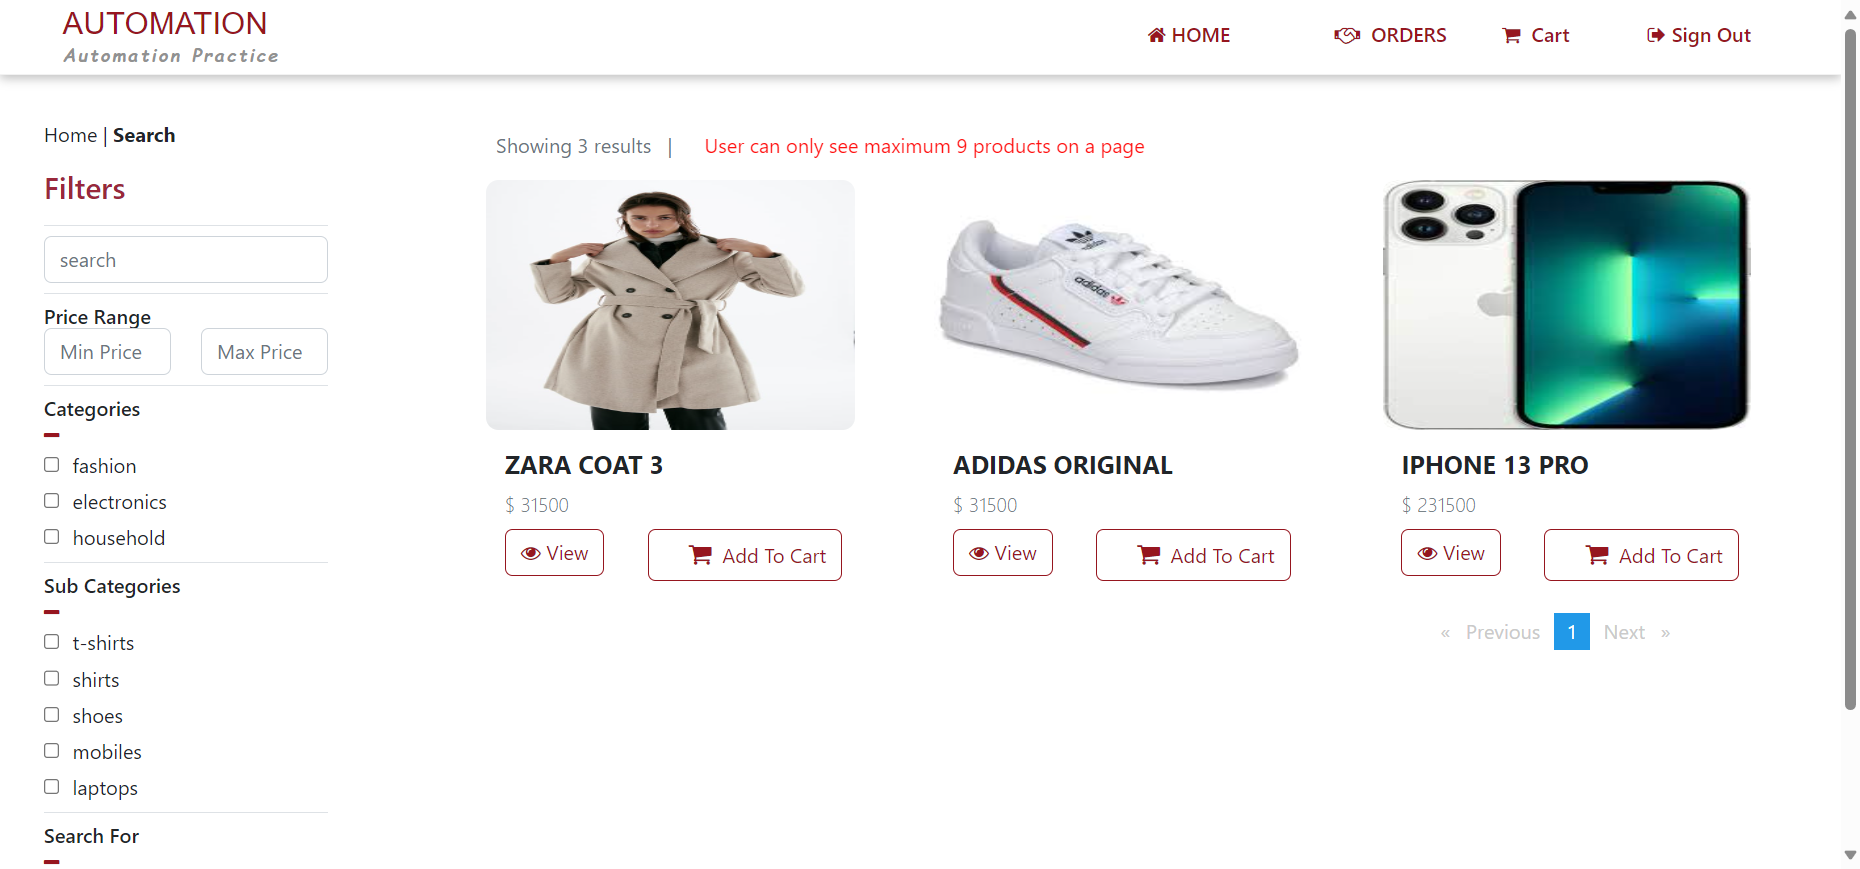 AUTOMATION
Automation Practice
HOME
ORDERS
Cart
Sign Out
Home | Search
Filters
search
Price Range
Min Price
Max Price
Categories
fashion
electronics
household
Sub Categories
t-shirts
shirts
shoes
mobiles
laptops
Search For
Showing 3 results |
User can only see maximum 9 products on a page
adidas
ZARA COAT 3
$ 31500
View
Add To Cart
ADIDAS ORIGINAL
$ 31500
View
Add To Cart
IPHONE 13 PRO
$ 231500
View
Add To Cart
« Previous 1 Next »